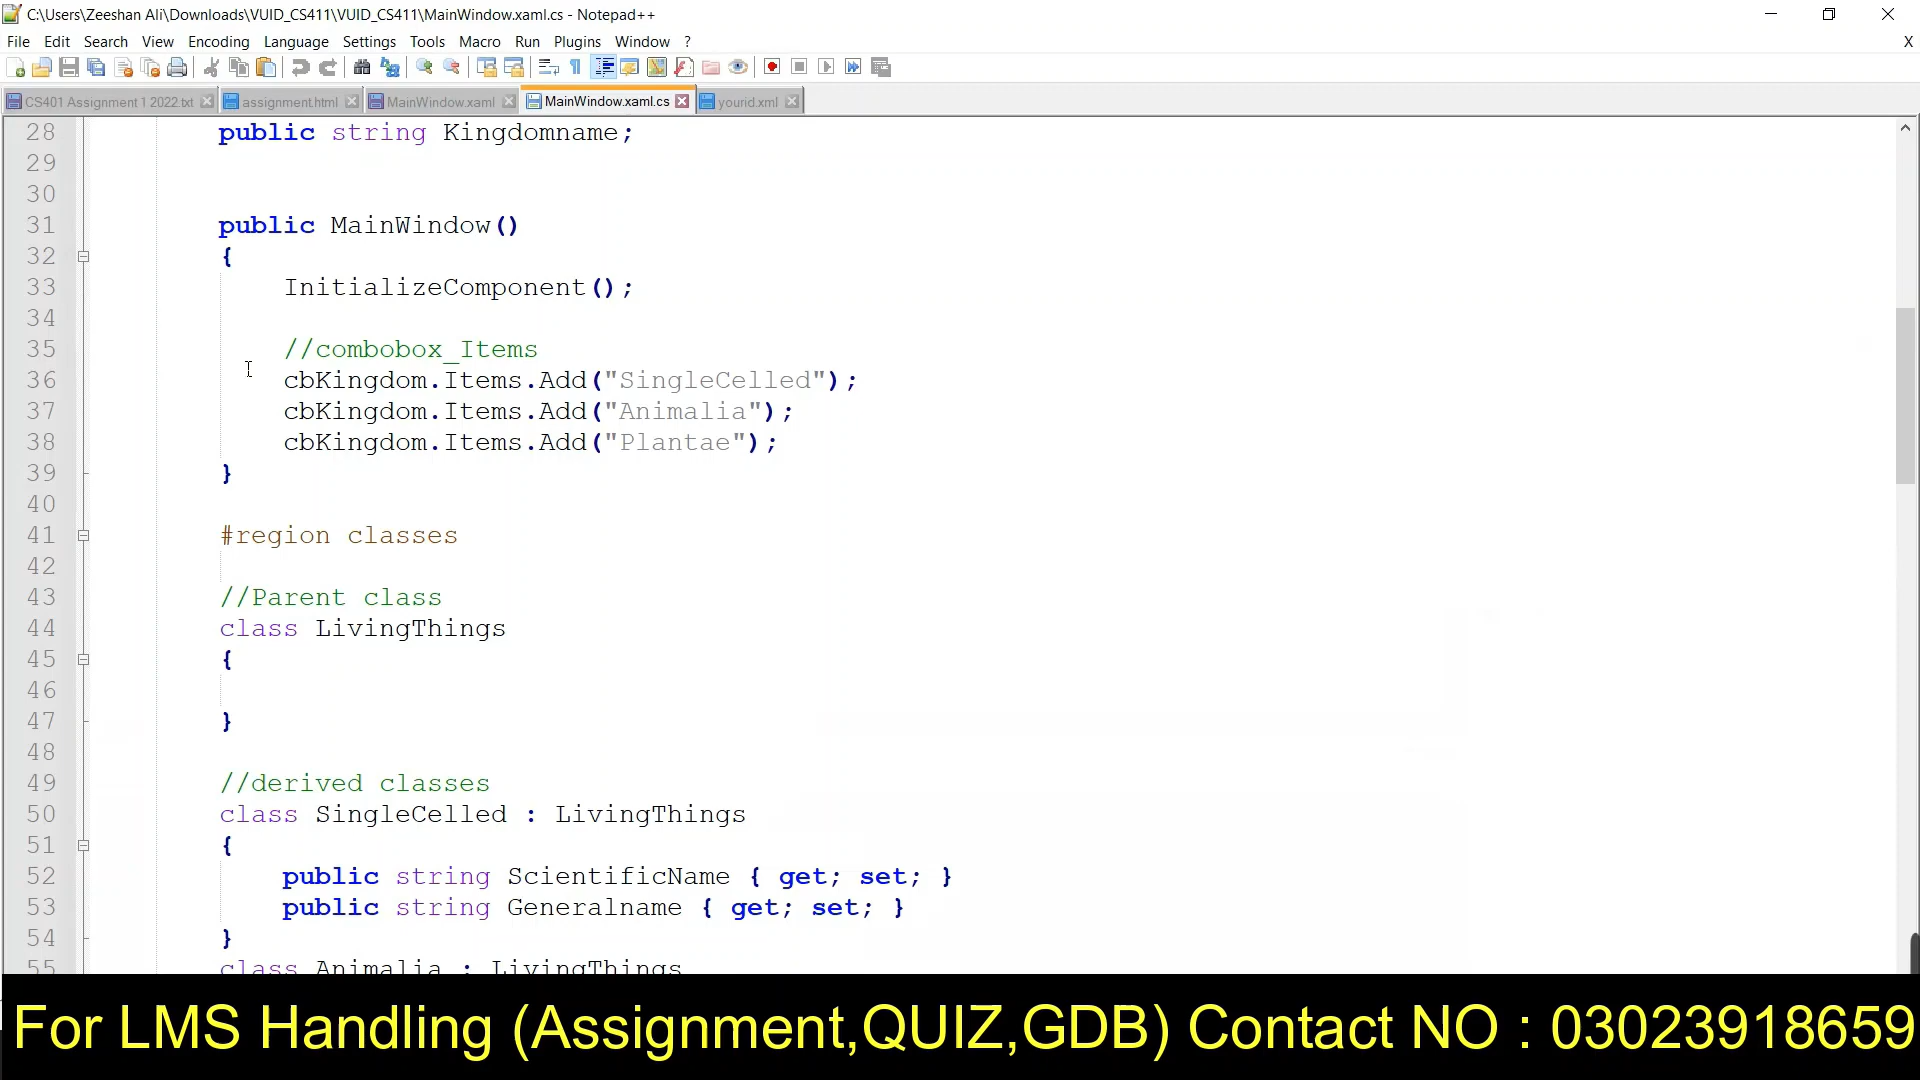 C:\Users\Zeeshan Ali\Downloads\VUID_CS411\VUID_CS411\MainWindow.xaml.cs - Notepad++
File Edit Search View Encoding Language Settings Tools Macro Run Plugins Window ? X
CS401 Assignment 1 2022.txt assignment.html MainWindow.xaml MainWindow.xaml.cs yourid.xml
28 public string Kingdomname;
29
30
31 public MainWindow()
32 {
33 InitializeComponent();
34
35 //combobox_Items
36 cbKingdom.Items.Add("SingleCelled");
37 cbKingdom.Items.Add("Animalia");
38 cbKingdom.Items.Add("Plantae");
39 }
40
41 #region classes
42
43 //Parent class
44 class LivingThings
45 {
46
47 }
48
49 //derived classes
50 class SingleCelled : LivingThings
51 {
52 public string ScientificName { get; set; }
53 public string Generalname { get; set; }
54 }
55 class Animalia : LivingThings
For LMS Handling (Assignment,QUIZ,GDB) Contact NO : 03023918659